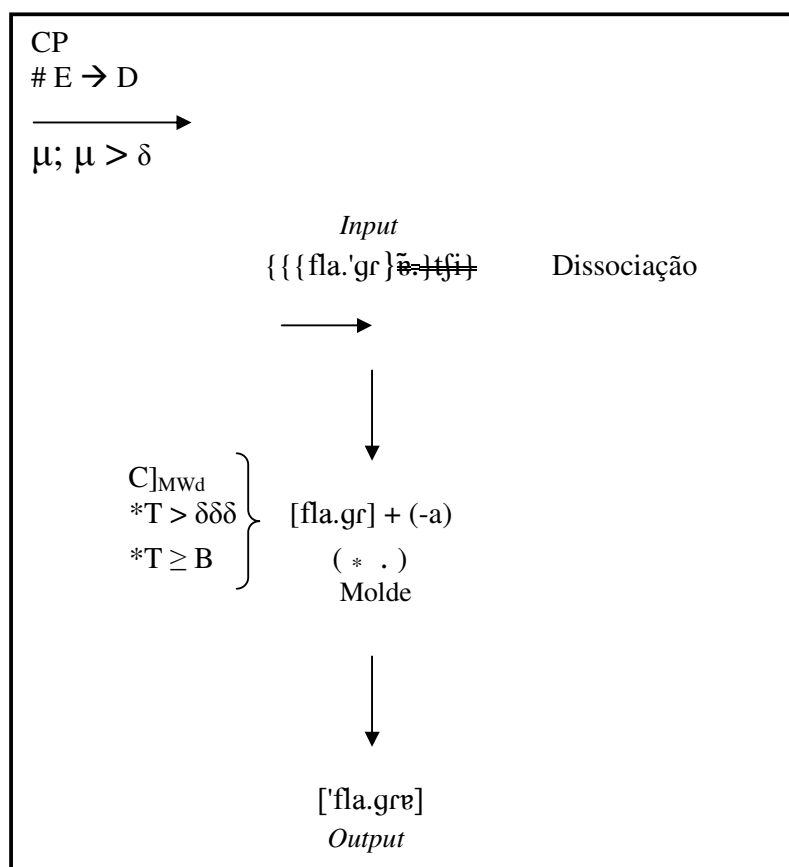 CP
# E → D
μ; μ > δ
Input
{{{fla.'gɾ}ɐ̃.}tʃi} Dissociação
C]MWd
*T > δδδ [fla.gɾ] + (-a)
*T ≥ B ( * . )
Molde
['fla.gɾɐ]
Output